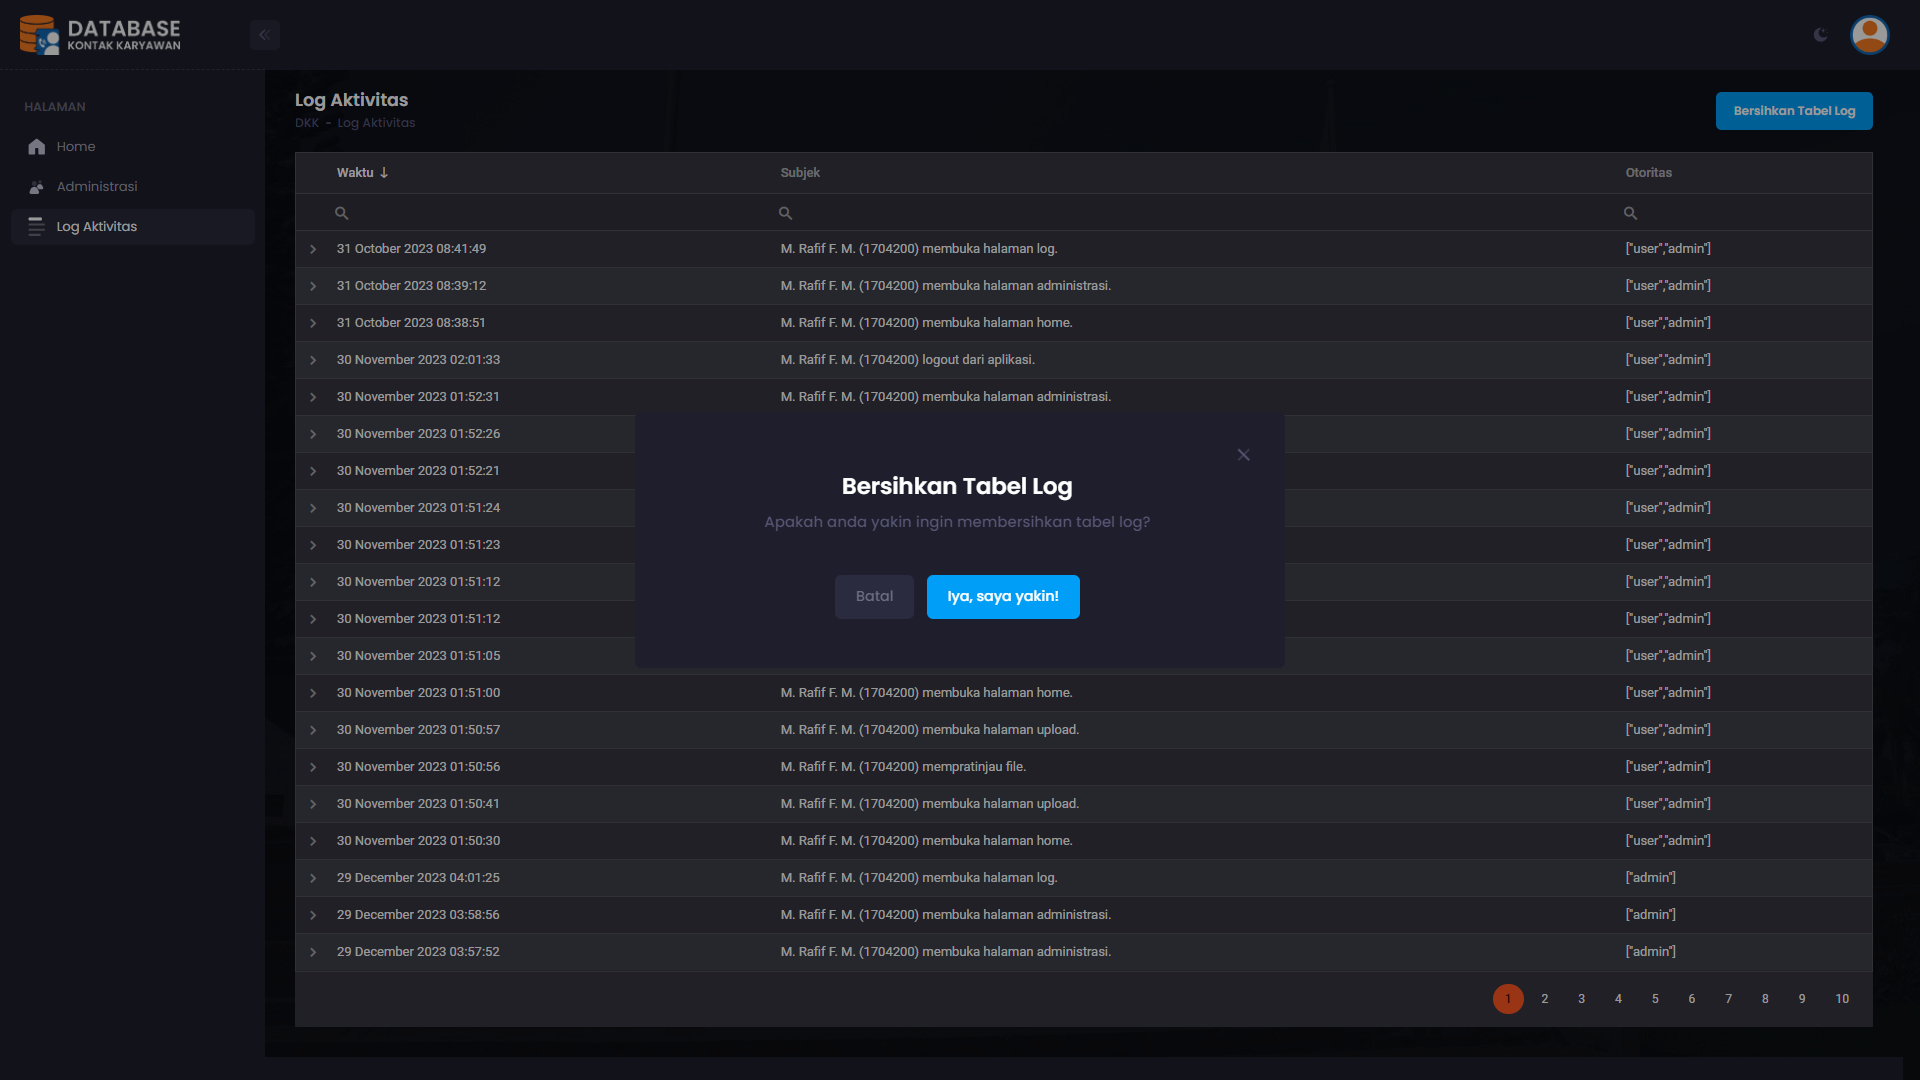 DATABASE
KONTAK KARYAWAN
HALAMAN
Home
Administrasi
Log Aktivitas
Log Aktivitas
DKK - Log Aktivitas
Bersihkan Tabel Log
Waktu Subjek Otoritas
31 October 2023 08:41:49 M. Rafif F. M. (1704200) membuka halaman log. ["user","admin"]
31 October 2023 08:39:12 M. Rafif F. M. (1704200) membuka halaman administrasi. ["user","admin"]
31 October 2023 08:38:51 M. Rafif F. M. (1704200) membuka halaman home. ["user","admin"]
30 November 2023 02:01:33 M. Rafif F. M. (1704200) logout dari aplikasi. ["user","admin"]
30 November 2023 01:52:31 M. Rafif F. M. (1704200) membuka halaman administrasi. ["user","admin"]
30 November 2023 01:52:26 ["user","admin"]
30 November 2023 01:52:21 ["user","admin"]
30 November 2023 01:51:24 ["user","admin"]
30 November 2023 01:51:23 ["user","admin"]
30 November 2023 01:51:12 ["user","admin"]
30 November 2023 01:51:12 ["user","admin"]
30 November 2023 01:51:05 ["user","admin"]
30 November 2023 01:51:00 M. Rafif F. M. (1704200) membuka halaman home. ["user","admin"]
30 November 2023 01:50:57 M. Rafif F. M. (1704200) membuka halaman upload. ["user","admin"]
30 November 2023 01:50:56 M. Rafif F. M. (1704200) mempratinjau file. ["user","admin"]
30 November 2023 01:50:41 M. Rafif F. M. (1704200) membuka halaman upload. ["user","admin"]
30 November 2023 01:50:30 M. Rafif F. M. (1704200) membuka halaman home. ["user","admin"]
29 December 2023 04:01:25 M. Rafif F. M. (1704200) membuka halaman log. ["admin"]
29 December 2023 03:58:56 M. Rafif F. M. (1704200) membuka halaman administrasi. ["admin"]
29 December 2023 03:57:52 M. Rafif F. M. (1704200) membuka halaman administrasi. ["admin"]
1 2 3 4 5 6 7 8 9 10
Bersihkan Tabel Log
Apakah anda yakin ingin membersihkan tabel log?
Batal Iya, saya yakin!